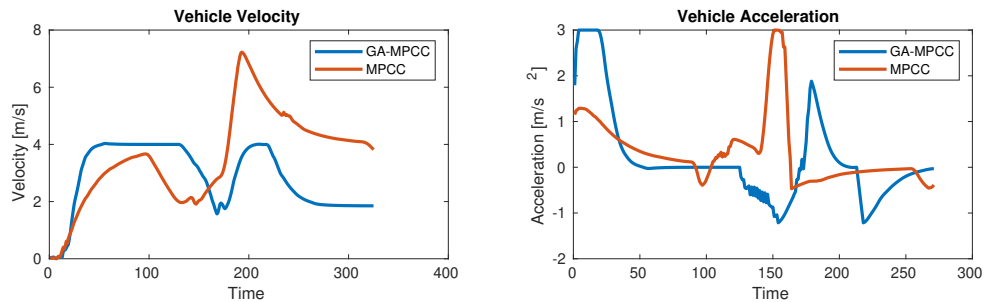 Vehicle Velocity
8
6
4
2
0
Velocity [m/s]
GA-MPCC
MPCC
0 100 200 300 400
Time
Vehicle Acceleration
3
2
1
0
-1
-2
Acceleration [m/s 2]
GA-MPCC
MPCC
0 50 100 150 200 250 300
Time